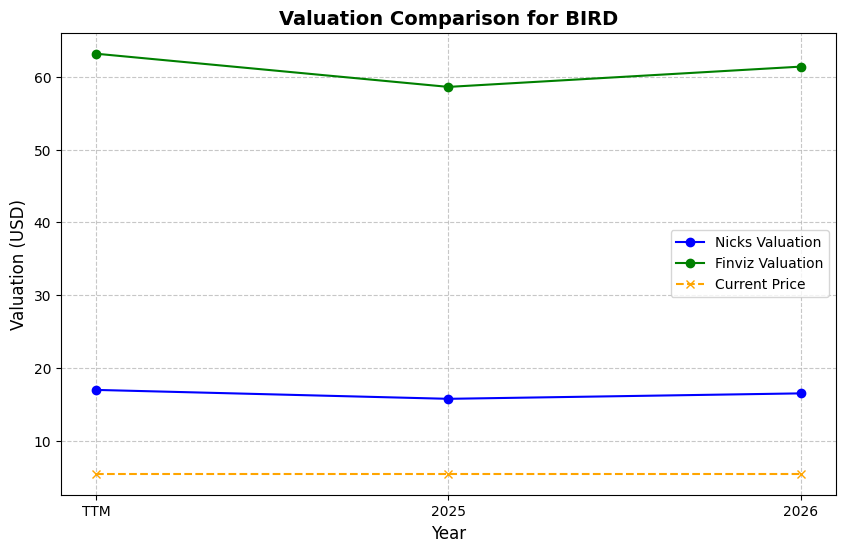 Valuation Comparison for BIRD
Valuation (USD)
60
50
40
30
20
10
Nicks Valuation
Finviz Valuation
Current Price
TTM
2025
2026
Year